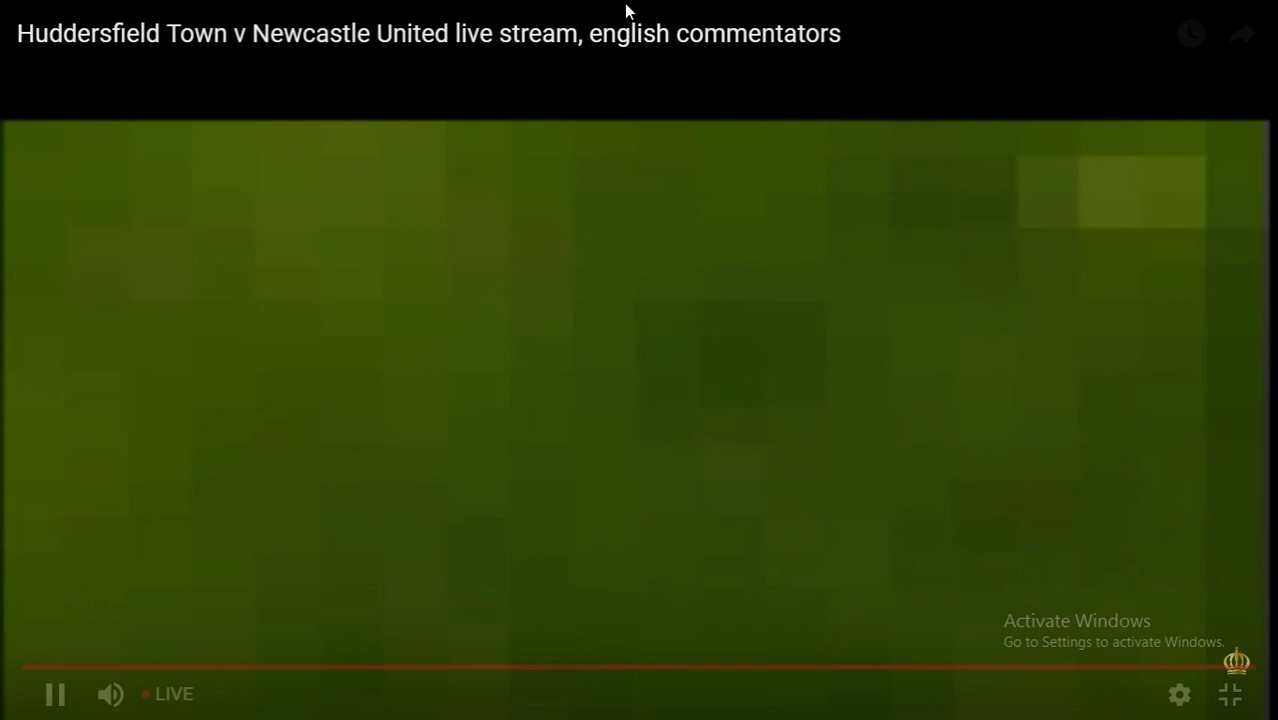 Huddersfield Town v Newcastle United live stream, english commentators
Activate Windows
Go to Settings to activate Windows.
LIVE